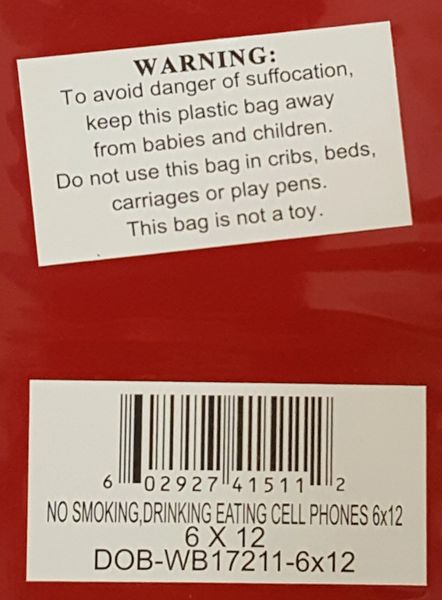 WARNING:
To avoid danger of suffocation,
keep this plastic bag away
from babies and children.
Do not use this bag in cribs, beds,
carriages or play pens.
This bag is not a toy.
6 02927 41511 2
NO SMOKING,DRINKING EATING CELL PHONES 6x12
6 X 12
DOB-WB17211-6x12